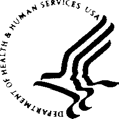 DEPARTMENT OF HEALTH & HUMAN SERVICES USA